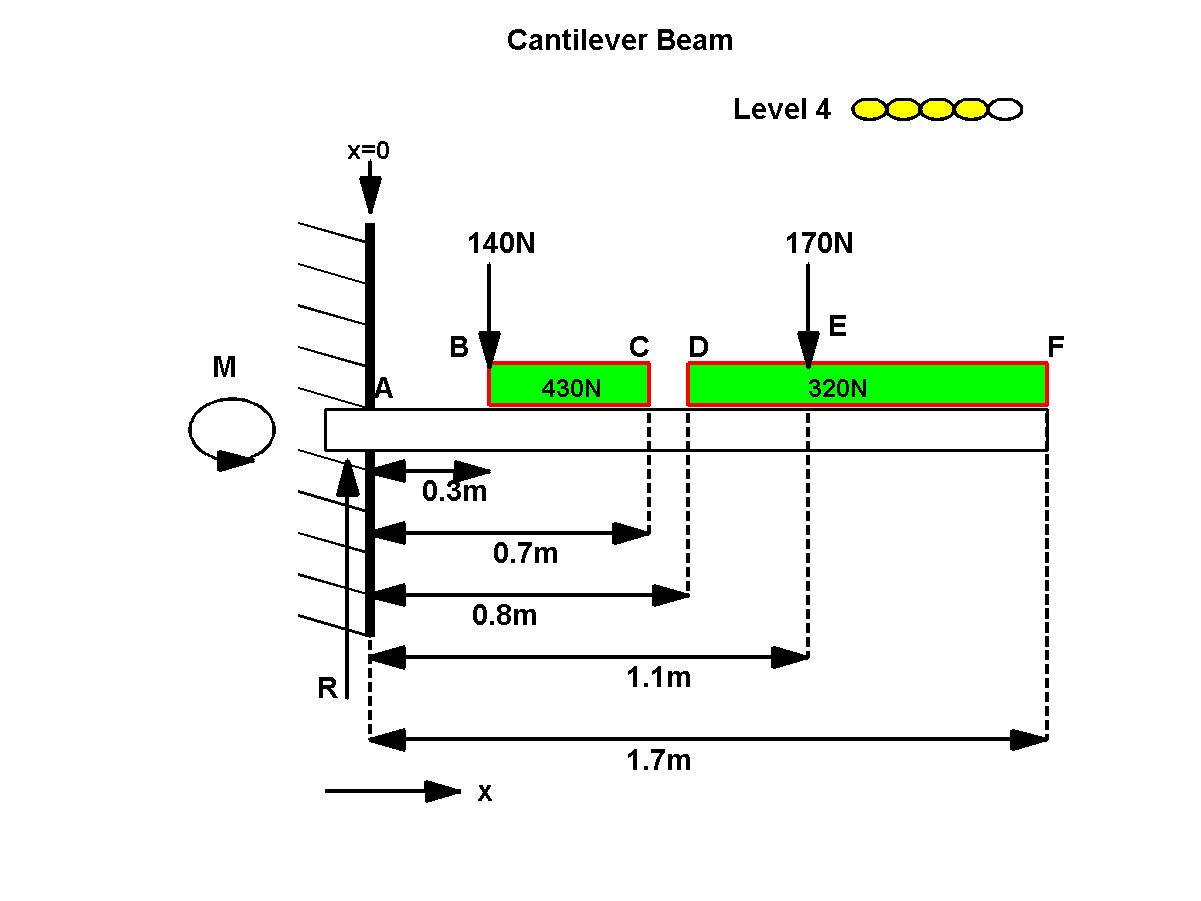 Cantilever Beam
Level 4
x=0
140N
170N
E
B
C
D
F
M
A
430N
320N
0.3m
0.7m
0.8m
1.1m
R
1.7m
x